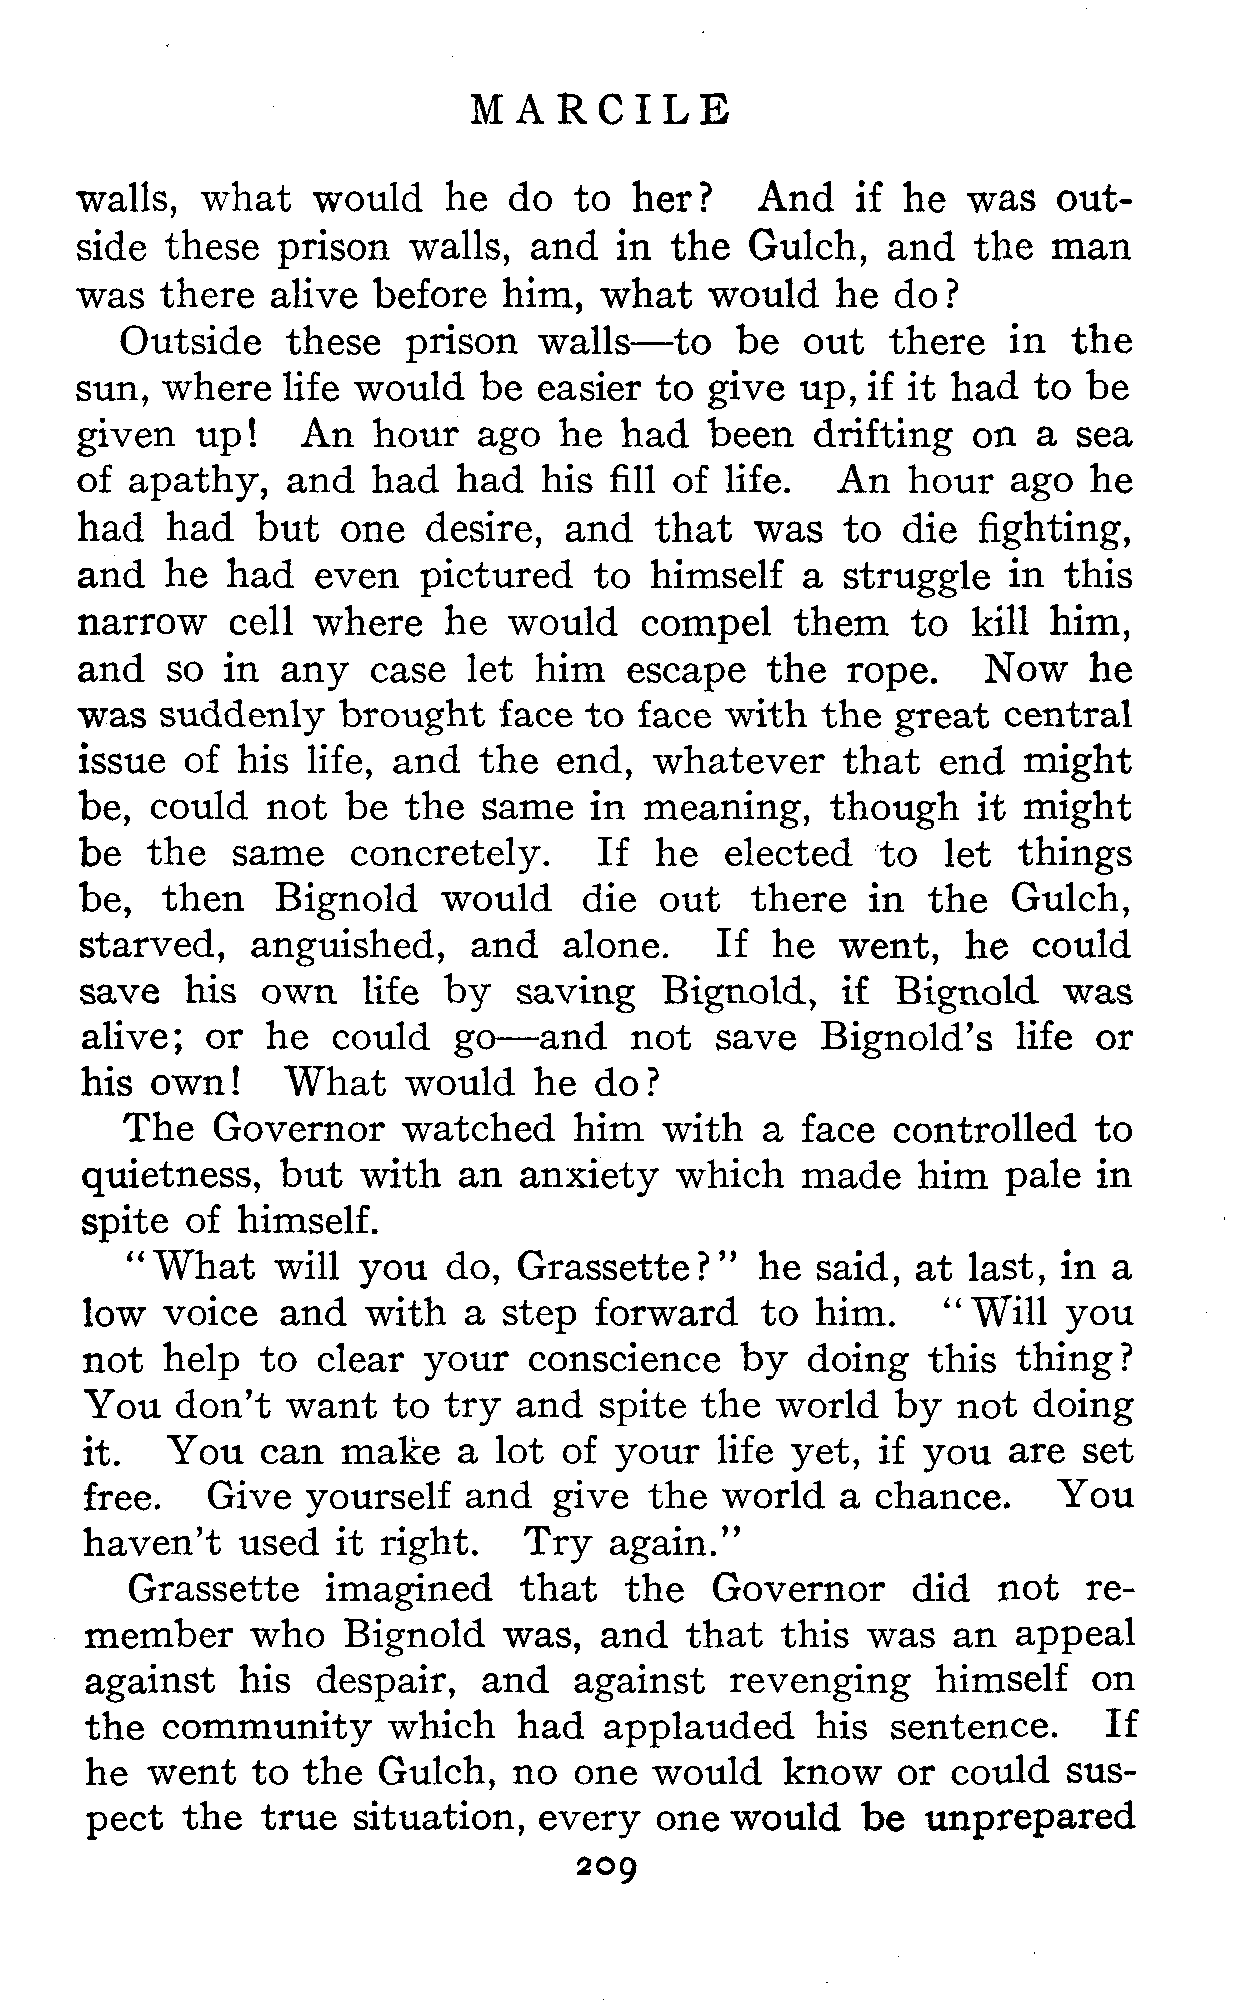 MARCILE
walls, what would he do to her? And if he was out-
side these prison walls, and in the Gulch, and the man
was there alive before him, what would he do?
Outside these prison walls—to be out there in the
sun, where life would be easier to give up, if it had to be
given up! An hour ago he had been drifting on a sea
of apathy, and had had his fill of life. An hour ago he
had had but one desire, and that was to die fighting,
and he had even pictured to himself a struggle in this
narrow cell where he would compel them to kill him,
and so in any case let him escape the rope. Now he
was suddenly brought face to face with the great central
issue of his life, and the end, whatever that end might
be, could not be the same in meaning, though it might
be the same concretely. If he elected to let things
be, then Bignold would die out there in the Gulch,
starved, anguished, and alone. If he went, he could
save his own life by saving Bignold, if Bignold was
alive; or he could go—and not save Bignold's life or
his own! What would he do?
The Governor watched him with a face controlled to
quietness, but with an anxiety which made him pale in
spite of himself.
"What will you do, Grassette?" he said, at last, in a
low voice and with a step forward to him. "Will you
not help to clear your conscience by doing this thing?
You don't want to try and spite the world by not doing
it. You can make a lot of your life yet, if you are set
free. Give yourself and give the world a chance. You
haven't used it right. Try again."
Grassette imagined that the Governor did not re-
member who Bignold was, and that this was an appeal
against his despair, and against revenging himself on
the community which had applauded his sentence. If
he went to the Gulch, no one would know or could sus-
pect the true situation, every one would be unprepared
209